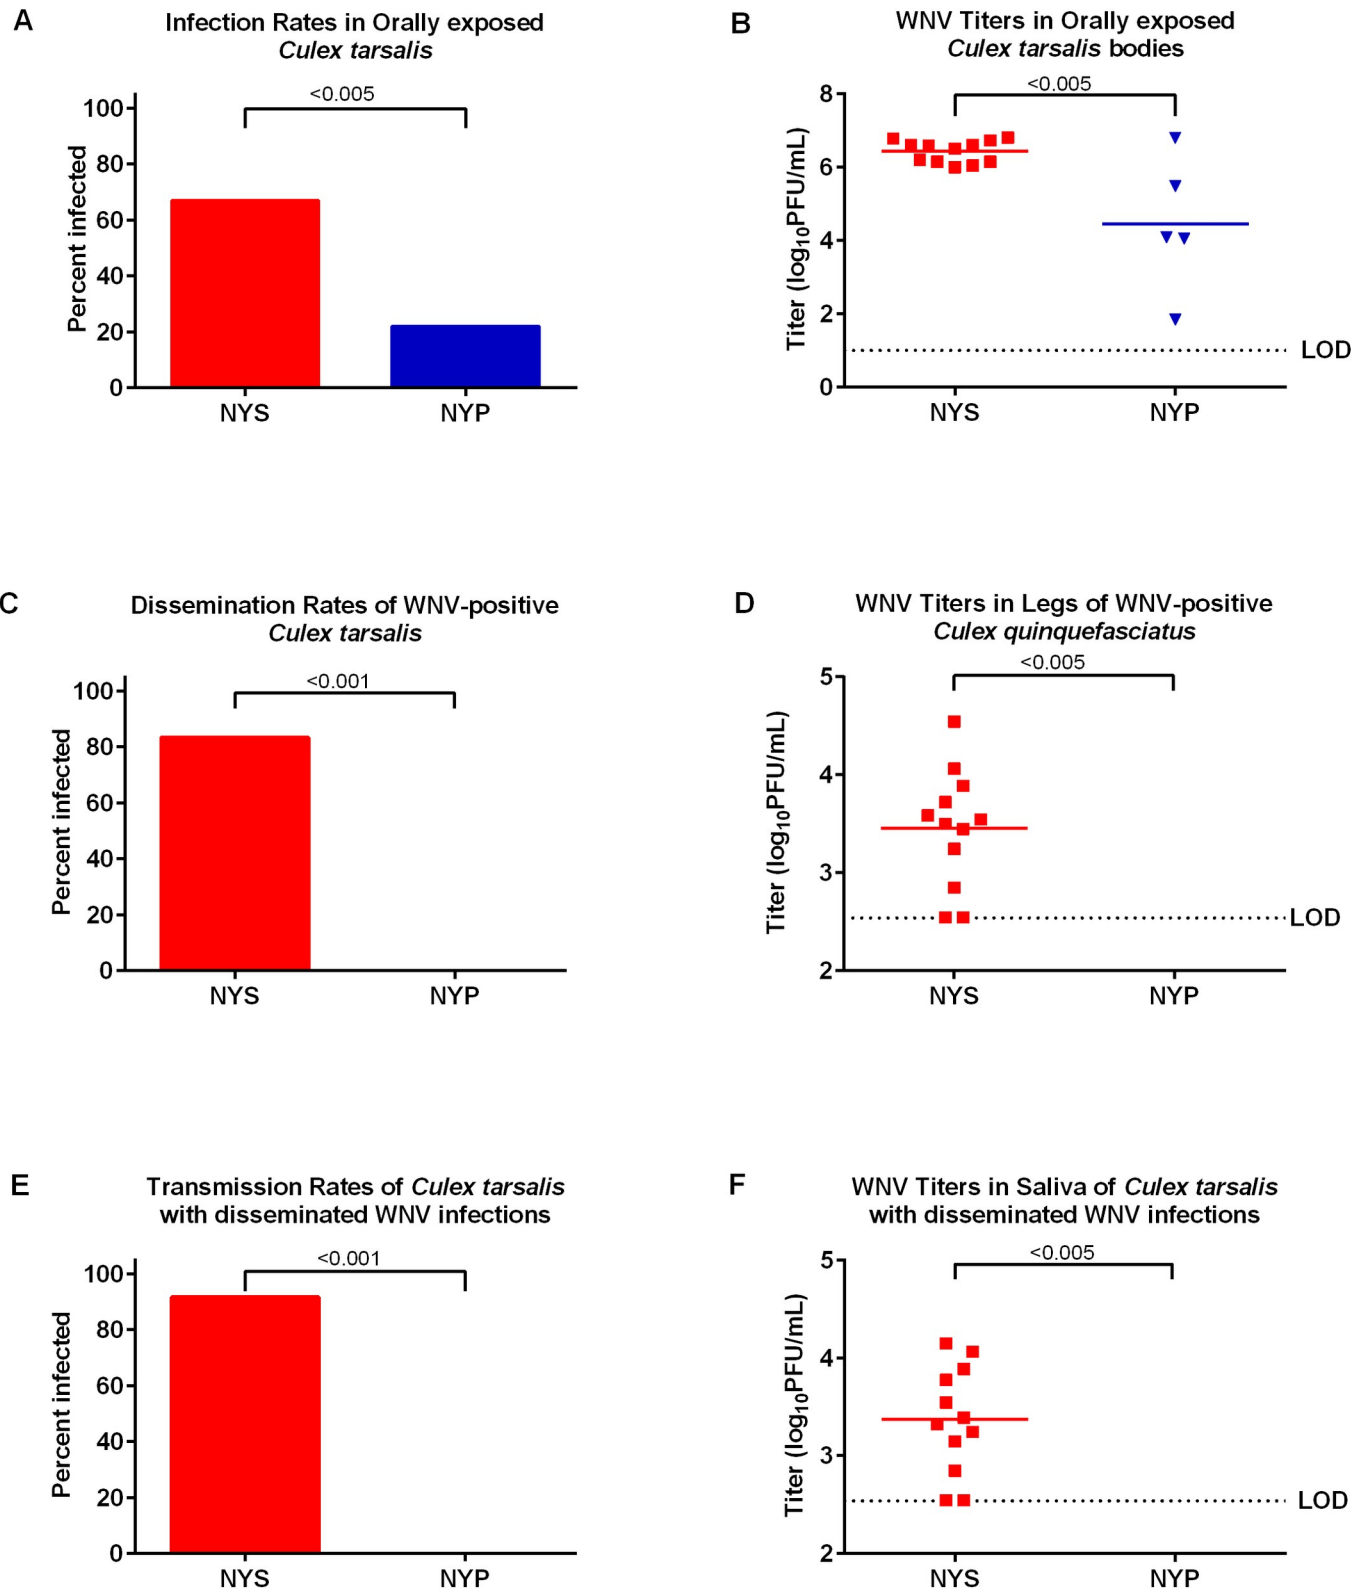 A
Infection Rates in Orally exposed
Culex tarsalis
<0.005
100
80
60
40
20
0
Percent infected
NYS
NYP
B
WNV Titers in Orally exposed
Culex tarsalis bodies
<0.005
8
6
4
2
0
Titer (log10PFU/mL)
LOD
NYS
NYP
C
Dissemination Rates of WNV-positive
Culex tarsalis
<0.001
100
80
60
40
20
0
Percent infected
NYS
NYP
D
WNV Titers in Legs of WNV-positive
Culex quinquefasciatus
<0.005
5
4
3
2
Titer (log10PFU/mL)
LOD
NYS
NYP
E
Transmission Rates of Culex tarsalis
with disseminated WNV infections
<0.001
100
80
60
40
20
0
Percent infected
NYS
NYP
F
WNV Titers in Saliva of Culex tarsalis
with disseminated WNV infections
<0.005
5
4
3
2
Titer (log10PFU/mL)
LOD
NYS
NYP